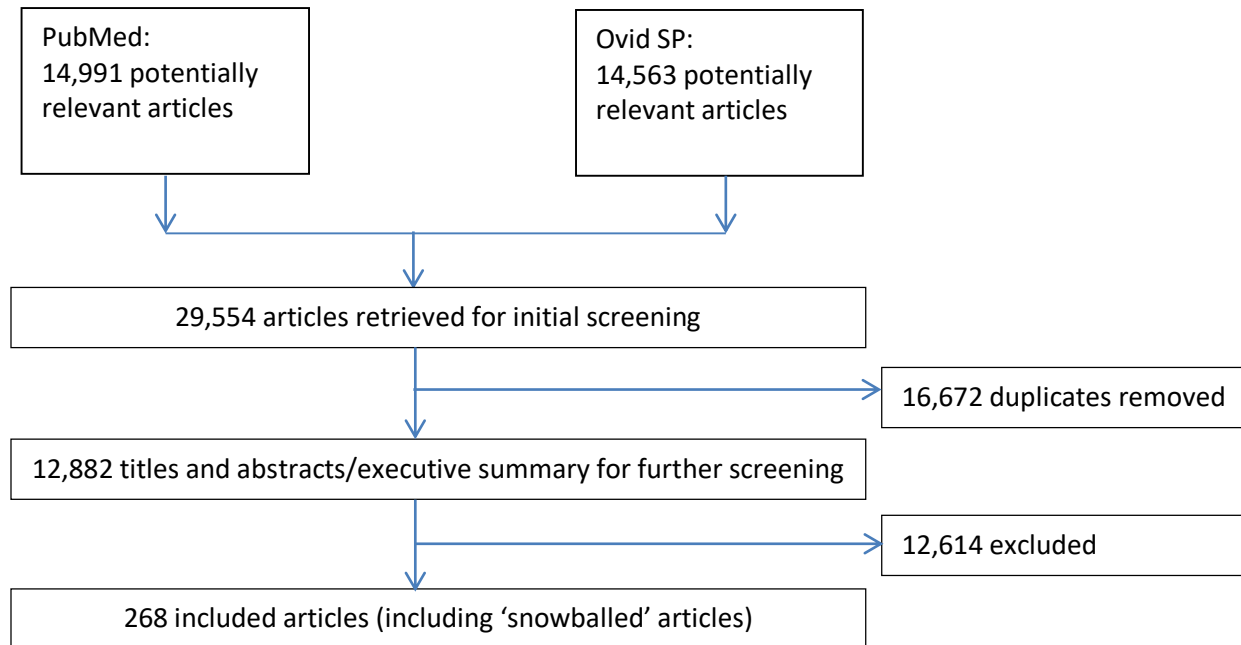 PubMed:
14,991 potentially
relevant articles
Ovid SP:
14,563 potentially
relevant articles
29,554 articles retrieved for initial screening
16,672 duplicates removed
12,882 titles and abstracts/executive summary for further screening
12,614 excluded
268 included articles (including ‘snowballed’ articles)